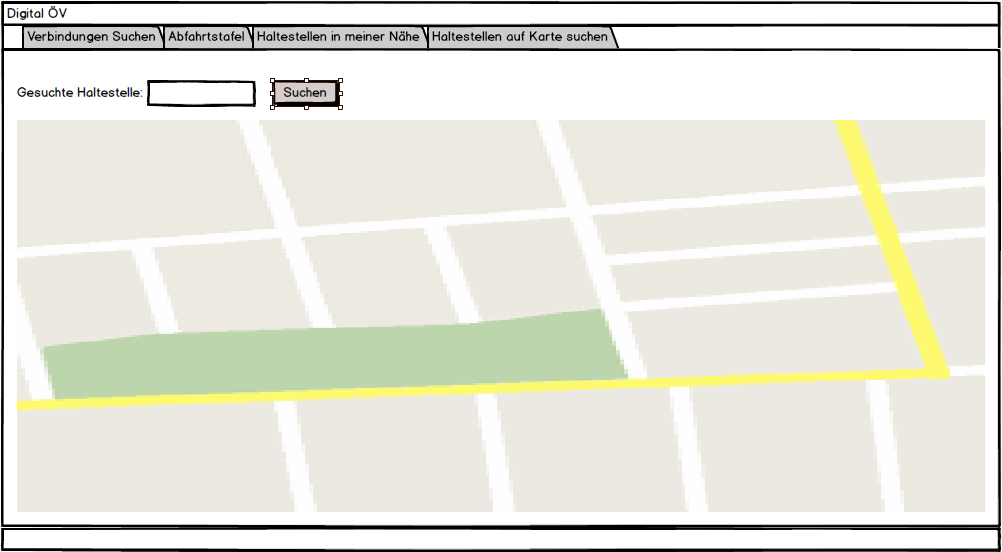 Digital ÖV
Verbindungen Suchen Abfahrtstafel Haltestellen in meiner Nähe Haltestellen auf Karte suchen
Gesuchte Haltestelle: Suchen